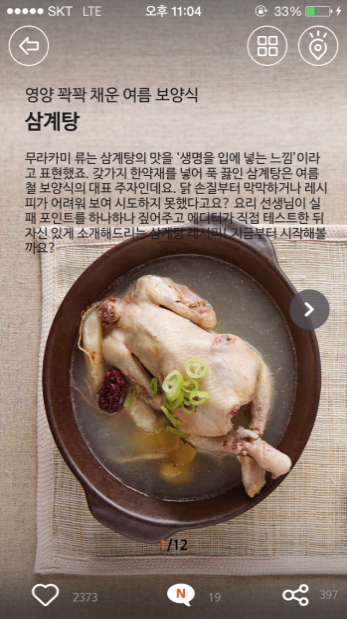 SKT LTE 오후 11:04 33%
영양 꽉꽉 채운 여름 보양식
삼계탕
무라카미 류는 삼계탕의 맛을 ‘생명을 입에 넣는 느낌’이라
고 표현했죠. 갖가지 한약재를 넣어 푹 끓인 삼계탕은 여름
철 보양식의 대표 주자인데요. 닭 손질부터 막막하거나 레시
피가 어려워 보여 시도하지 못했다고요? 요리 선생님이 실
패 포인트를 하나하나 짚어주고 에디터가 직접 테스트한 뒤
자신 있게 소개해드리는 삼계탕 레시피! 지금부터 시작해볼
까요?
1/12
2373 N 19 397